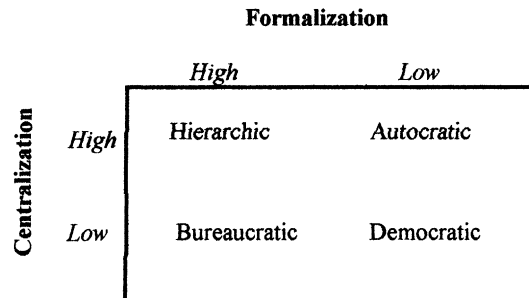 Formalization
High Low
Centralization
High Hierarchic Autocratic
Low Bureaucratic Democratic